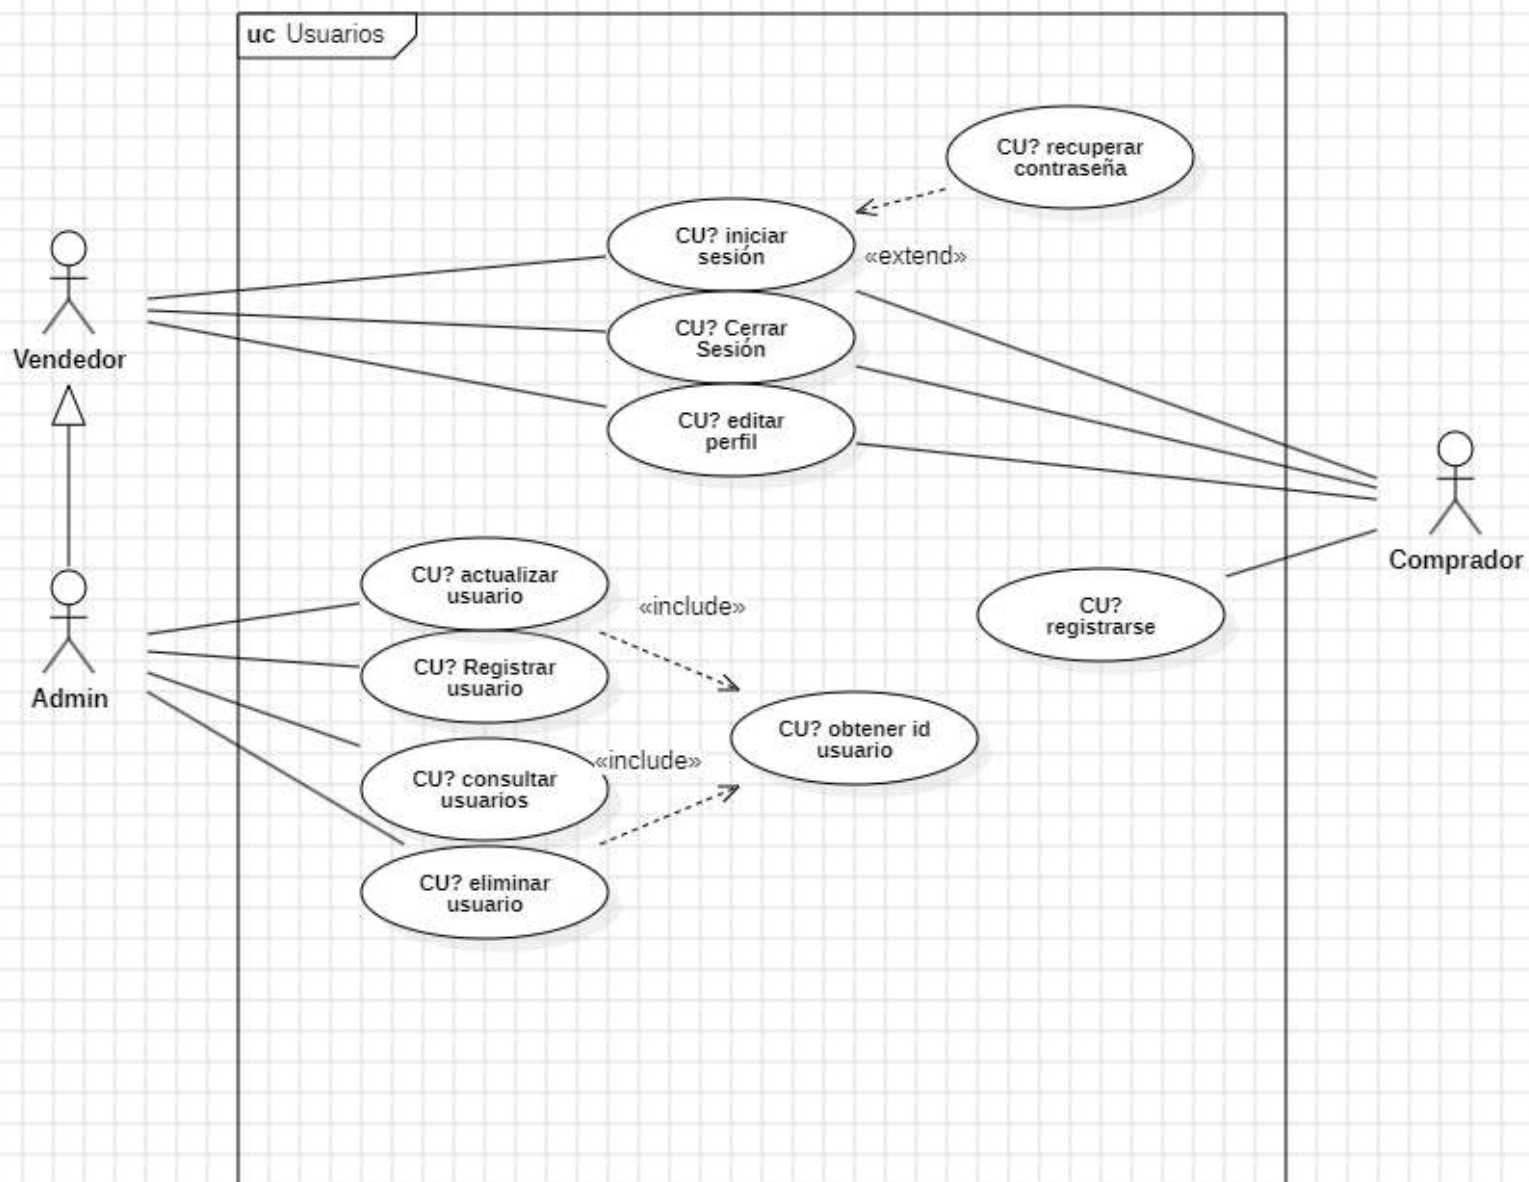 uc Usuarios
CU? recuperar
contraseña
CU? iniciar
sesión
«extend»
CU? Cerrar
Sesión
Vendedor
CU? editar
perfil
Comprador
CU? actualizar
usuario
«include»
CU?
registrarse
CU? Registrar
usuario
Admin
CU? obtener id
usuario
«include»
CU? consultar
usuarios
CU? eliminar
usuario